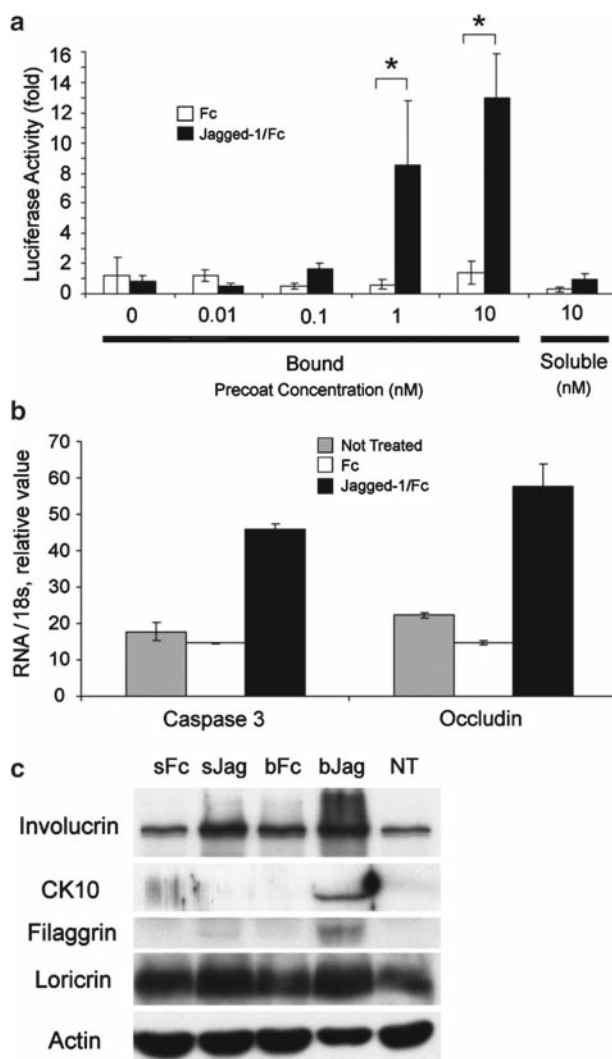 a
Luciferase Activity (fold)
16
14
12
10
8
6
4
2
0
Fc
Jagged-1/Fc
*
*
0 0.01 0.1 1 10 10
Bound Soluble
Precoat Concentration (nM) (nM)
b
RNA / 18s, relative value
70
60
50
40
30
20
10
0
Not Treated
Fc
Jagged-1/Fc
Caspase 3 Occludin
c
sFc sJag bFc bJag NT
Involucrin
CK10
Filaggrin
Loricrin
Actin